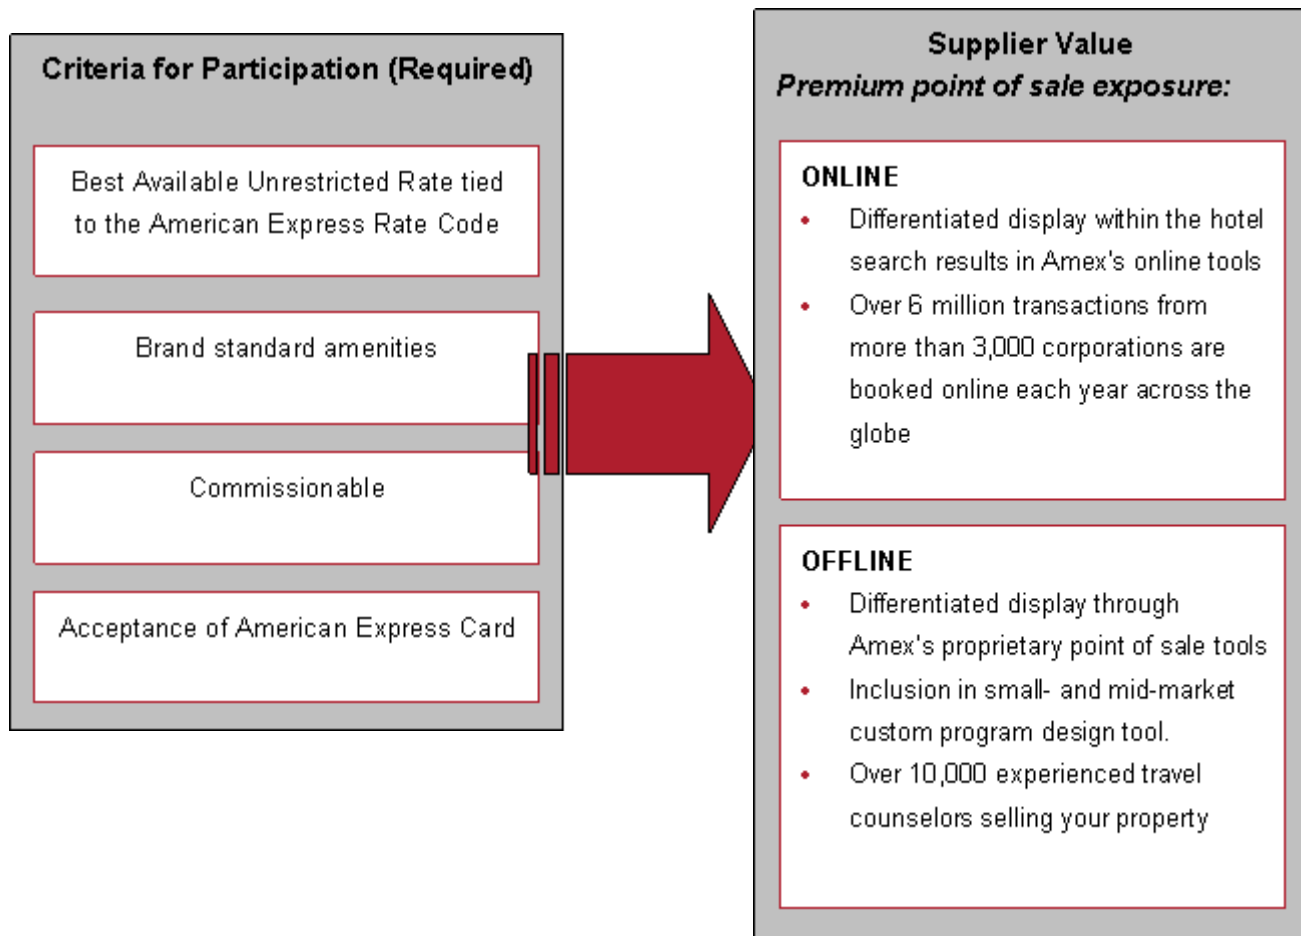 Criteria for Participation (Required)
Best Available Unrestricted Rate tied
to the American Express Rate Code
Brand standard amenities
Commissionable
Acceptance of American Express Card
Supplier Value
Premium point of sale exposure:
ONLINE
• Differentiated display within the hotel
search results in Amex's online tools
• Over 6 million transactions from
more than 3,000 corporations are
booked online each year across the
globe
OFFLINE
• Differentiated display through
Amex's proprietary point of sale tools
• Inclusion in small- and mid-market
custom program design tool.
• Over 10,000 experienced travel
counselors selling your property